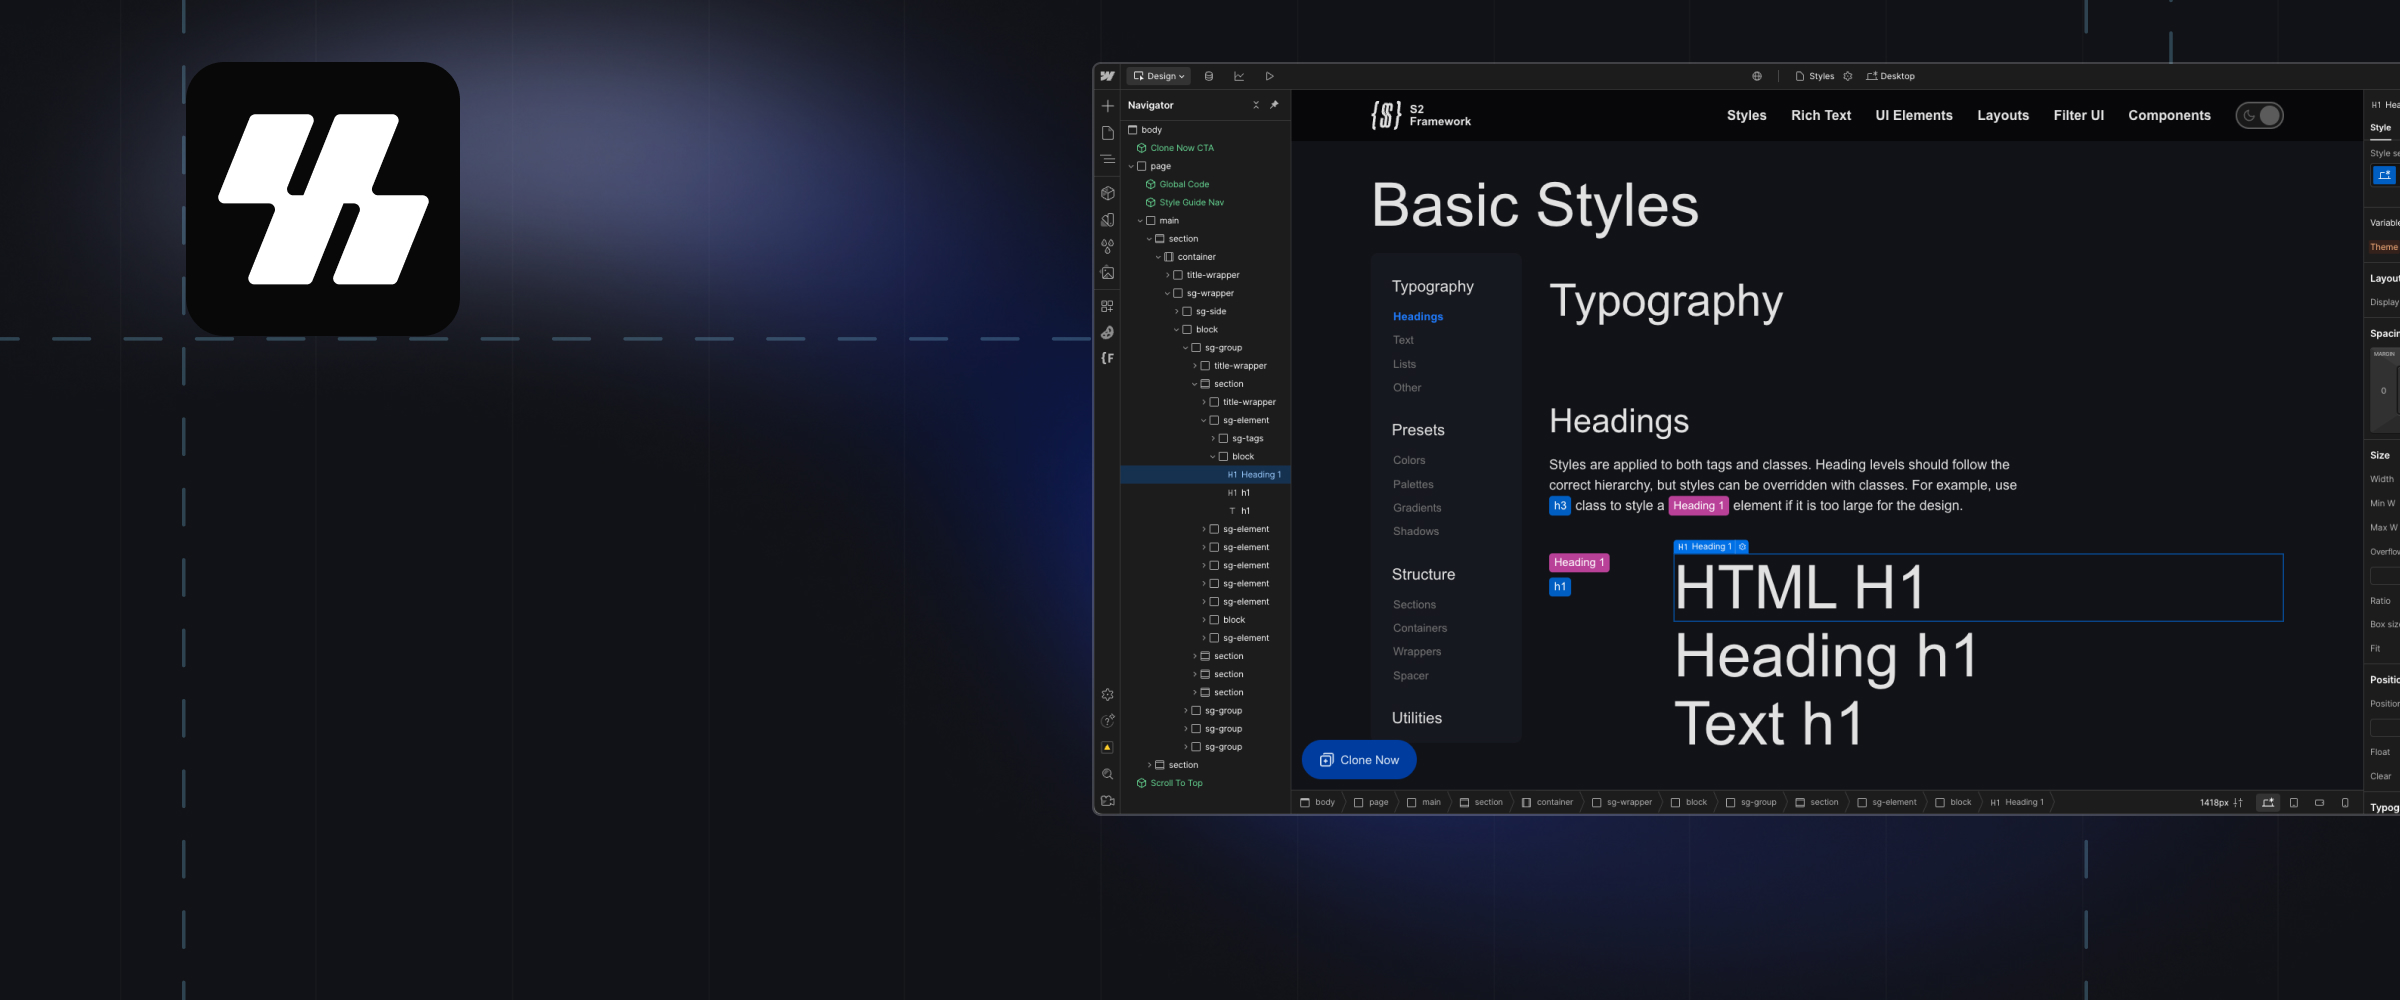 Design
Styles
Desktop
Navigator
body
Clone Now CTA
page
Global Code
Style Guide Nav
main
section
container
title-wrapper
sg-wrapper
sg-side
block
sg-group
title-wrapper
section
title-wrapper
sg-element
sg-tags
block
H1 Heading 1
H1 h1
T h1
sg-element
sg-element
sg-element
sg-element
sg-element
block
sg-element
section
section
section
sg-group
sg-group
sg-group
section
Scroll To Top
{S} S2
Framework
Styles Rich Text UI Elements Layouts Filter UI Components
Basic Styles
Typography
Headings
Text
Lists
Other
Presets
Colors
Palettes
Gradients
Shadows
Structure
Sections
Containers
Wrappers
Spacer
Utilities
Clone Now
Typography
Headings
Styles are applied to both tags and classes. Heading levels should follow the
correct hierarchy, but styles can be overridden with classes. For example, use
h3 class to style a Heading 1 element if it is too large for the design.
Heading 1
h1
H1 Heading 1
HTML H1
Heading h1
Text h1
body page main section container sg-wrapper block sg-group section sg-element block H1 Heading 1
1418px
H1 Hea
Style
Style se
Variable
Theme
Layout
Display
Spacin
MARGIN
0
Size
Width
Min W
Max W
Overflow
Ratio
Box size
Fit
Positio
Position
Float
Clear
Typog